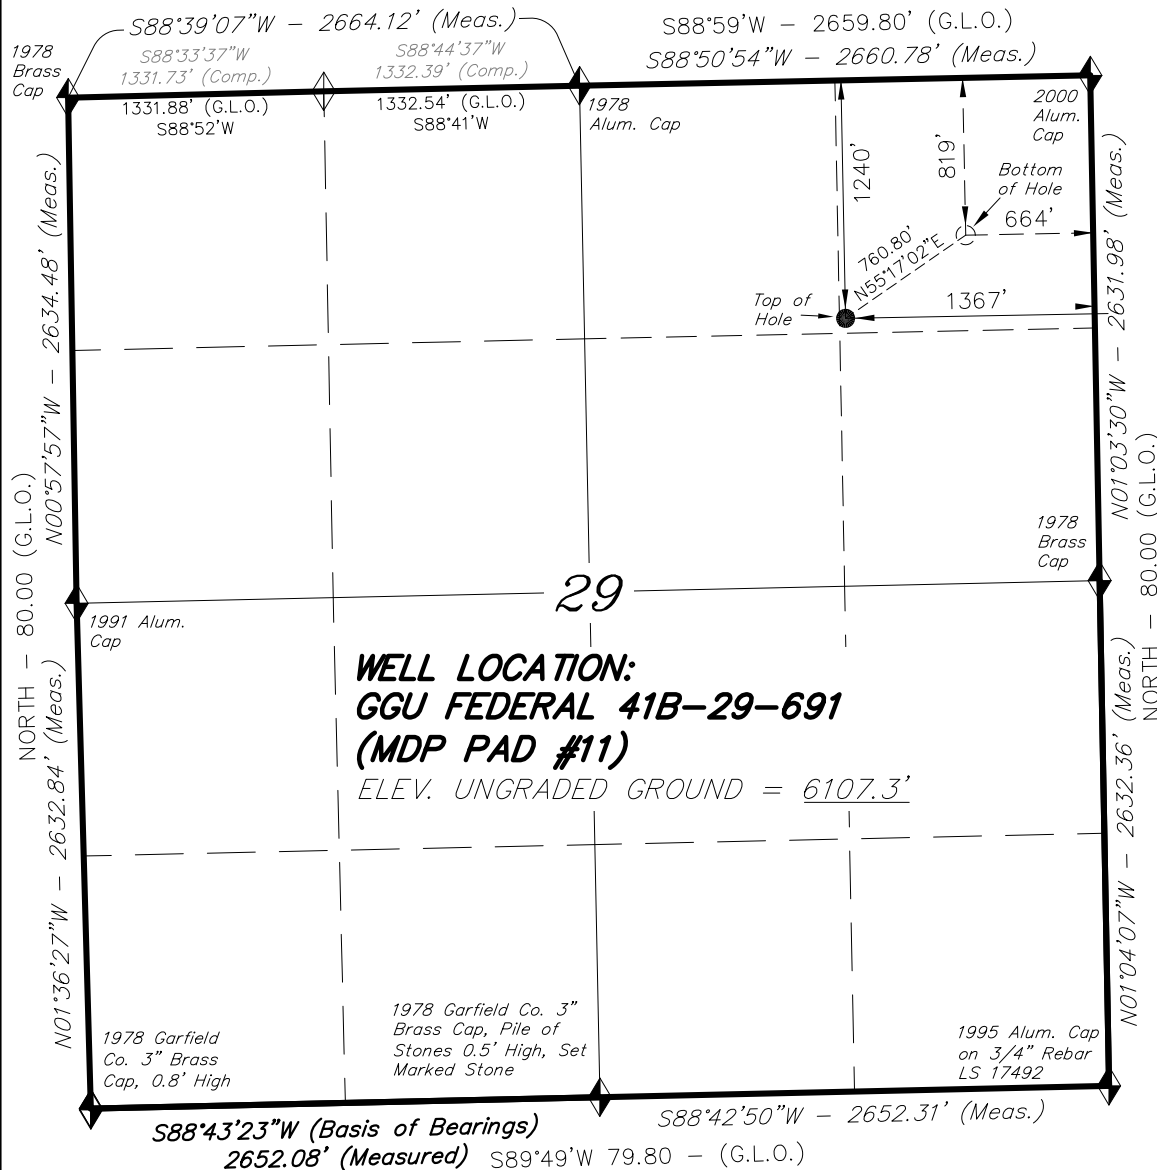 S88°39'07"W - 2664.12' (Meas.)
S88°59'W - 2659.80' (G.L.O.)
S88°50'54"W - 2660.78' (Meas.)
1978
Brass
Cap
S88°33'37"W
1331.73' (Comp.)
S88°44'37"W
1332.39' (Comp.)
1331.88' (G.L.O.)
S88°52'W
1332.54' (G.L.O.)
S88°41'W
1978
Alum. Cap
2000
Alum.
Cap
1240'
819'
Bottom
of Hole
664'
760.80'
N55°17'02"E
Top of
Hole
1367'
N00°57'57"W - 2634.48' (Meas.)
N01°03'30"W - 2631.98' (Meas.)
NORTH - 80.00 (G.L.O.)
NORTH - 80.00 (G.L.O.)
1978
Brass
Cap
29
1991 Alum.
Cap
WELL LOCATION:
GGU FEDERAL 41B-29-691
(MDP PAD #11)
ELEV. UNGRADED GROUND = 6107.3'
N01°36'27"W - 2632.84' (Meas.)
N01°04'07"W - 2632.36' (Meas.)
1978 Garfield
Co. 3" Brass
Cap, 0.8' High
1978 Garfield Co. 3"
Brass Cap, Pile of
Stones 0.5' High, Set
Marked Stone
1995 Alum. Cap
on 3/4" Rebar
LS 17492
S88°43'23"W (Basis of Bearings)
2652.08' (Measured)
S88°42'50"W - 2652.31' (Meas.)
S89°49'W 79.80 - (G.L.O.)